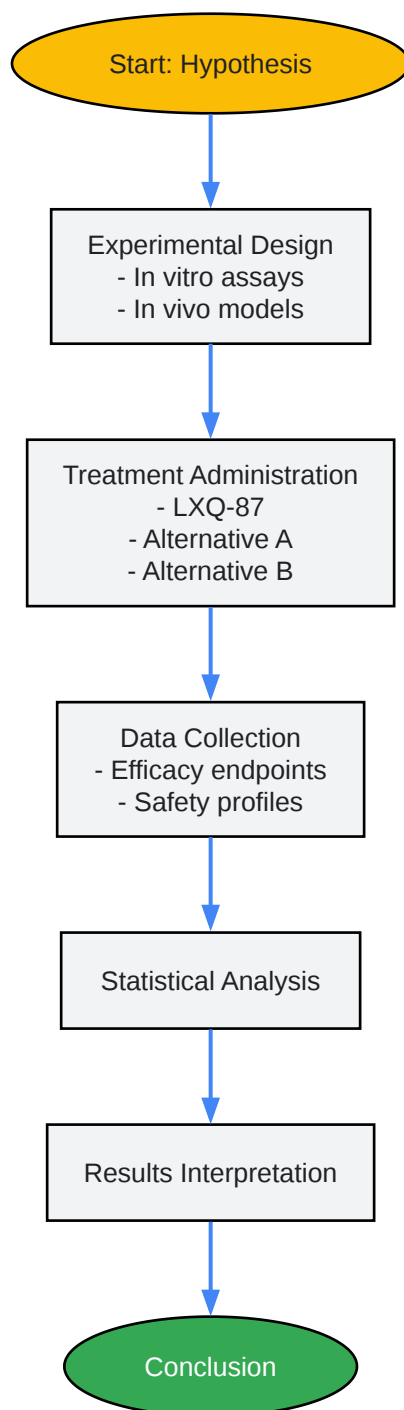 Start: Hypothesis
Experimental Design
- In vitro assays
- In vivo models
Treatment Administration
- LXQ-87
- Alternative A
- Alternative B
Data Collection
- Efficacy endpoints
- Safety profiles
Statistical Analysis
Results Interpretation
Conclusion